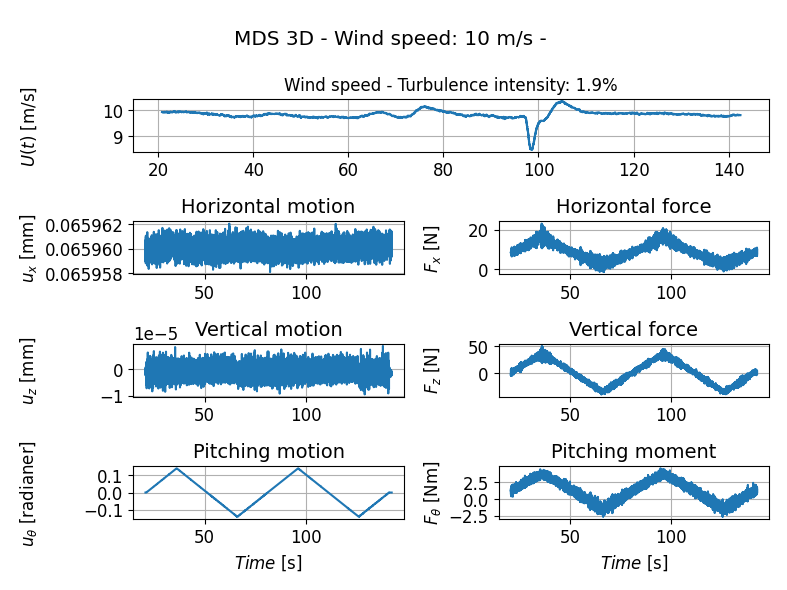 MDS 3D - Wind speed: 10 m/s -
Wind speed - Turbulence intensity: 1.9%
U(t) [m/s]
10
9
20 40 60 80 100 120 140
Horizontal motion
u_x [mm]
0.065962
0.065960
0.065958
50 100
Horizontal force
F_x [N]
20
0
50 100
Vertical motion
1e−5
u_z [mm]
0
−1
50 100
Vertical force
F_z [N]
50
0
50 100
Pitching motion
u_θ [radianer]
0.1
0.0
−0.1
50 100
Time [s]
Pitching moment
F_θ [Nm]
2.5
0.0
−2.5
50 100
Time [s]